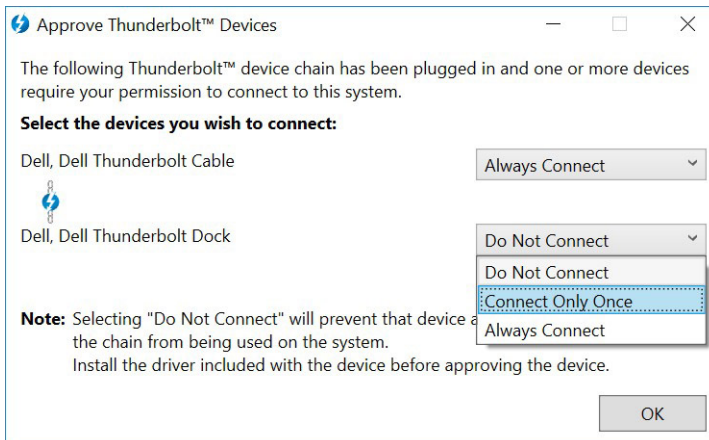 Approve Thunderbolt™ Devices
The following Thunderbolt™ device chain has been plugged in and one or more devices
require your permission to connect to this system.
Select the devices you wish to connect:
Dell, Dell Thunderbolt Cable
Always Connect
Dell, Dell Thunderbolt Dock
Do Not Connect
Do Not Connect
Connect Only Once
Always Connect
Note: Selecting "Do Not Connect" will prevent that device
the chain from being used on the system.
Install the driver included with the device before approving the device.
OK